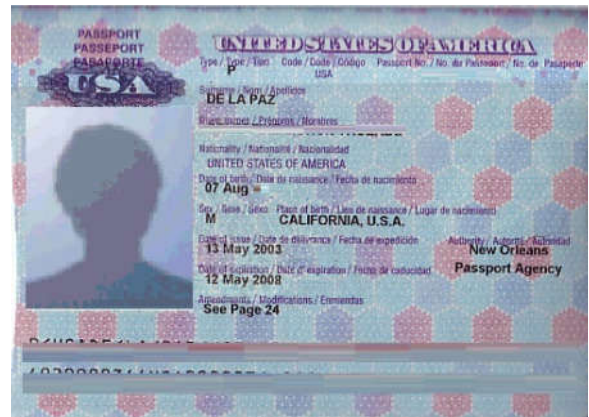 PASSPORT
PASSEPORT
PASAPORTE
USA
UNITED STATES OF AMERICA
Type / Type / Tipo Code / Code / Código Passport No. / No. du Passeport / No. de Pasaporte
P USA
Surname / Nom / Apellidos
DE LA PAZ
Given names / Prénoms / Nombres
Nationality / Nationalité / Nacionalidad
UNITED STATES OF AMERICA
Date of birth / Date de naissance / Fecha de nacimiento
07 Aug
Sex / Sexe / Sexo Place of birth / Lieu de naissance / Lugar de nacimiento
M CALIFORNIA, U.S.A.
Date of issue / Date de délivrance / Fecha de expedición Authority / Autorité / Autoridad
13 May 2003 New Orleans
Date of expiration / Date d'expiration / Fecha de caducidad Passport Agency
12 May 2008
Amendments / Modifications / Enmiendas
See Page 24